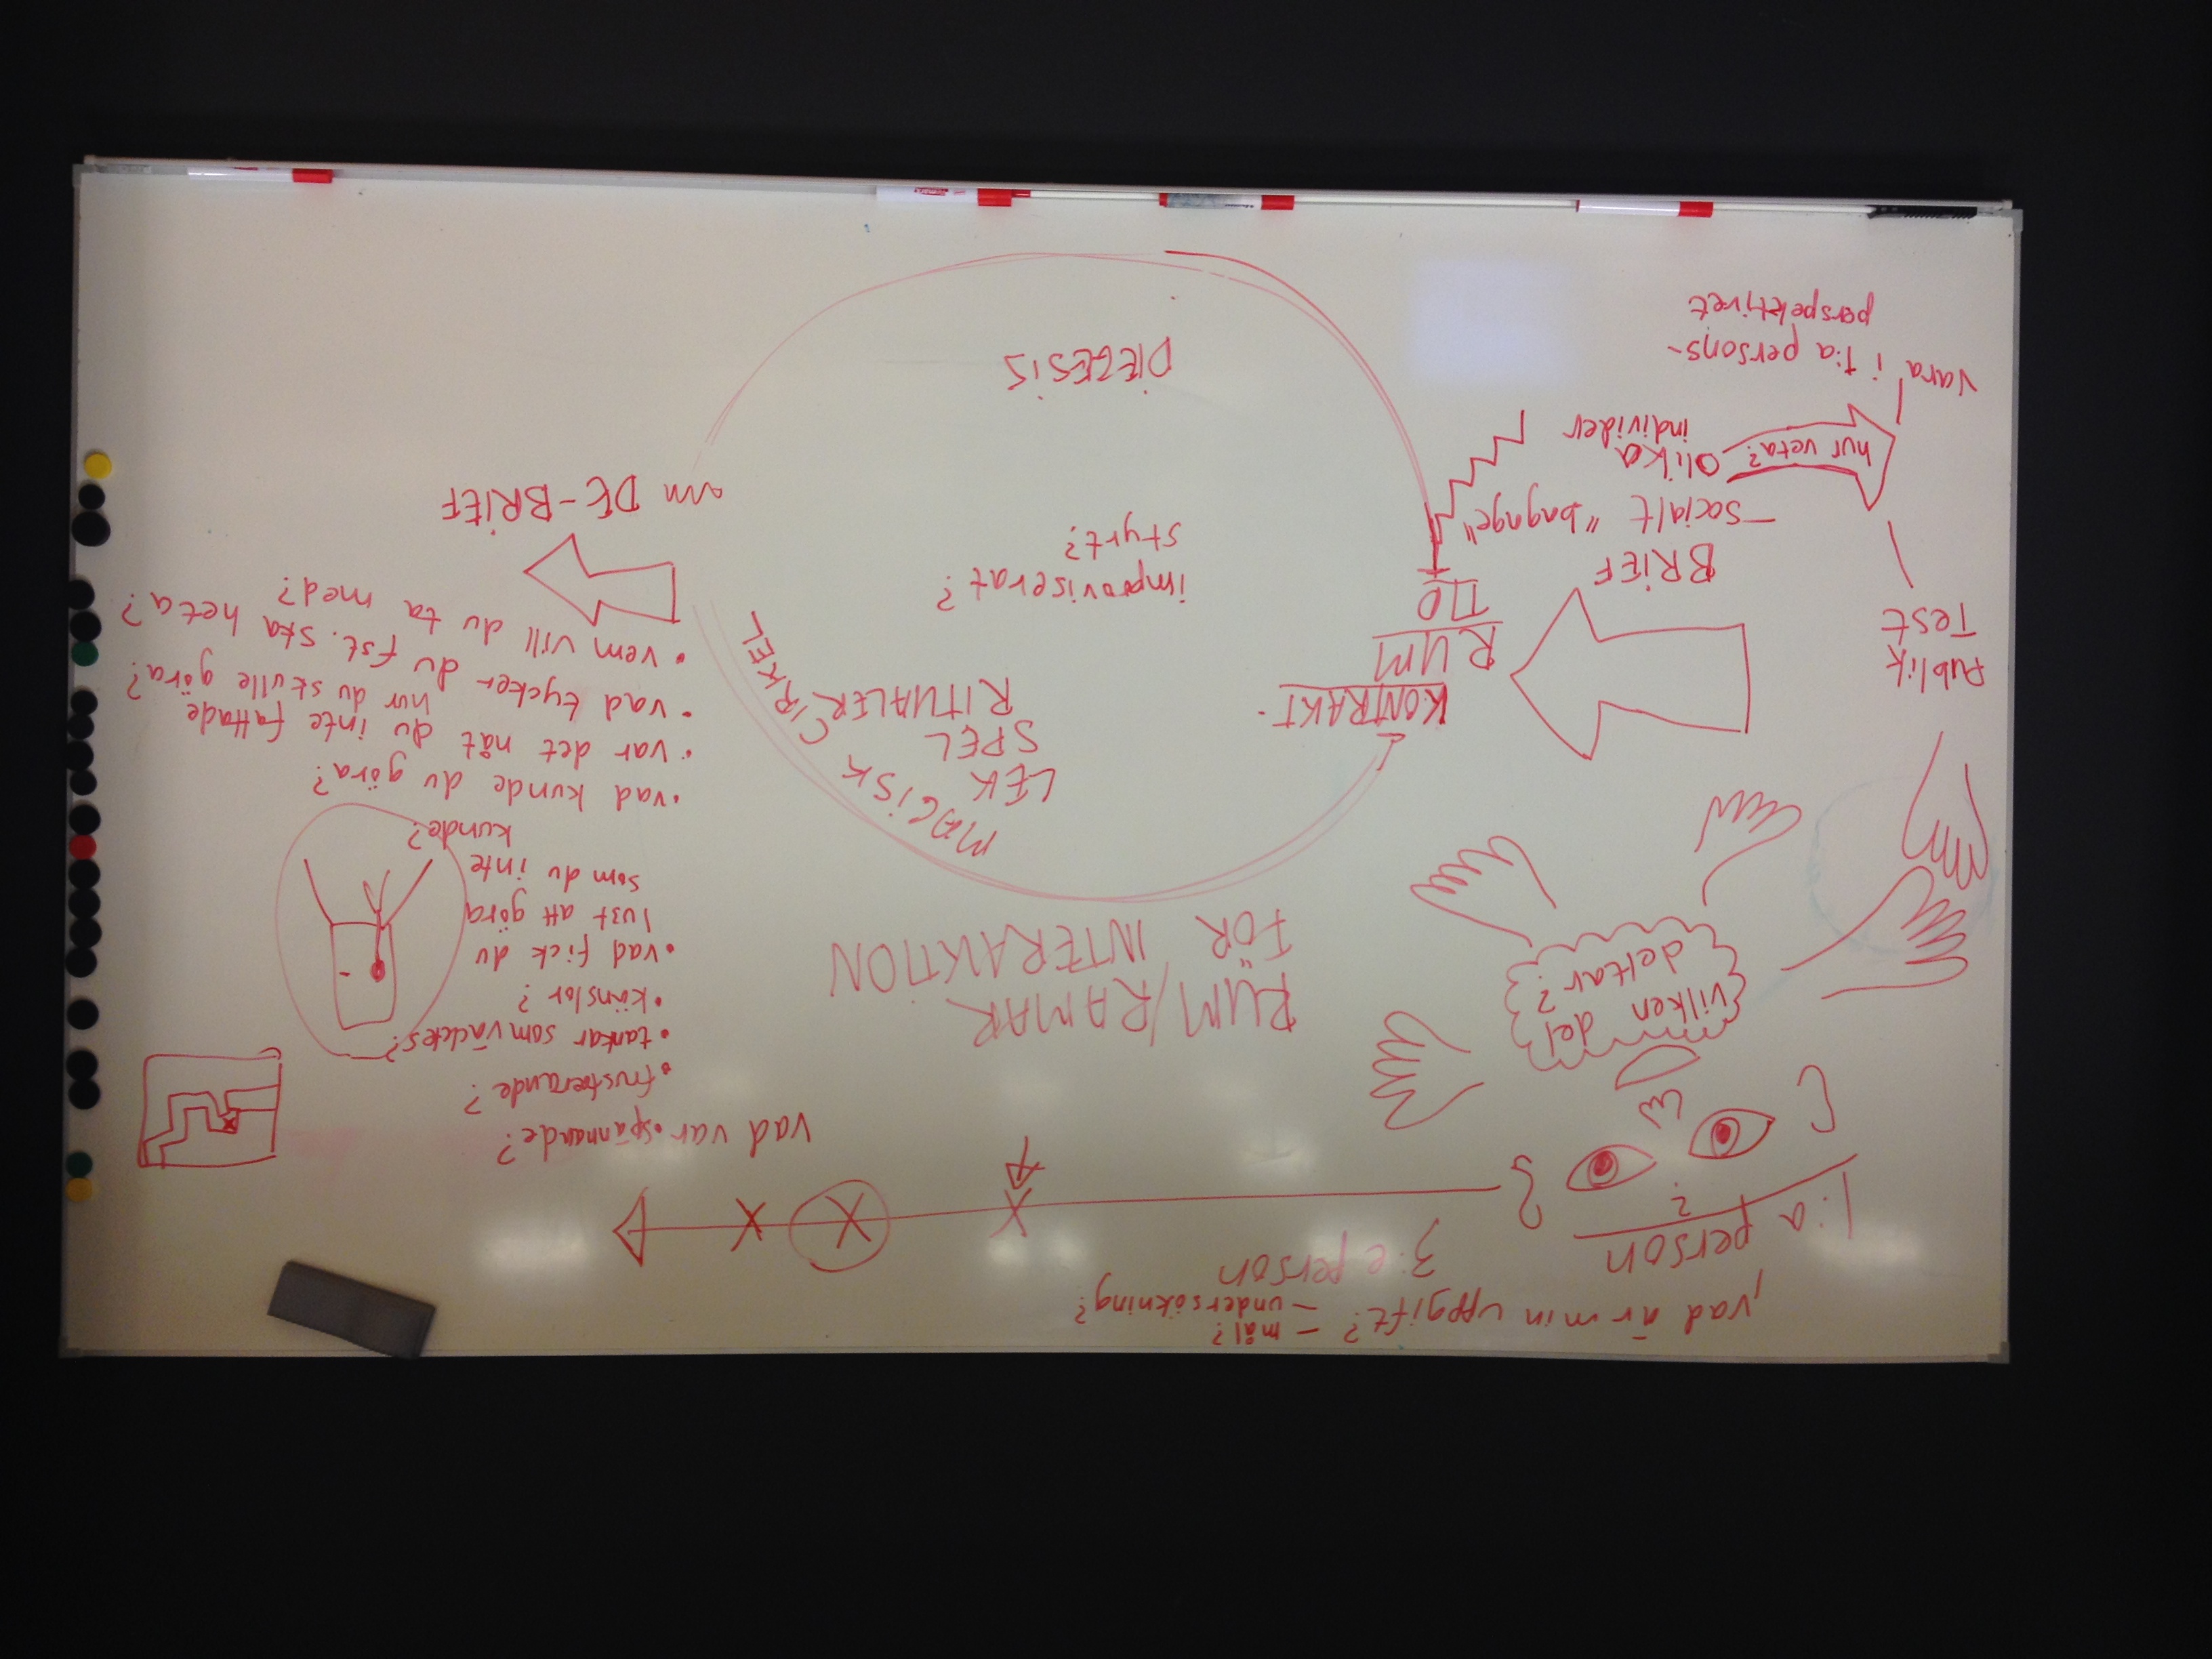 vad är min uppgift? – mål?
– undersökning?
1:a person
3:e person
?
vilken del
deltar?
RUM/RAMAR
FÖR INTERAKTION
MAGISK CIRKEL
LEK
SPEL
RITUALER
KONTRAKT-
RUM
TID
improviserat?
styrt?
DIEGESIS
Publik
Test
BRIEF
– socialt "bagage"
olika
individer
hur veta?
vara i 1:a persons-
perspektivet
vad var • spännande?
• frustrerande?
• tankar som väcktes?
• känslor?
• vad fick du
lust att göra
som du inte
kunde?
• vad kunde du göra?
• var det nåt du inte fattade
hur du skulle göra?
• vad tycker du fst. ska heta?
• vem vill du ta med?
DE-BRIEF